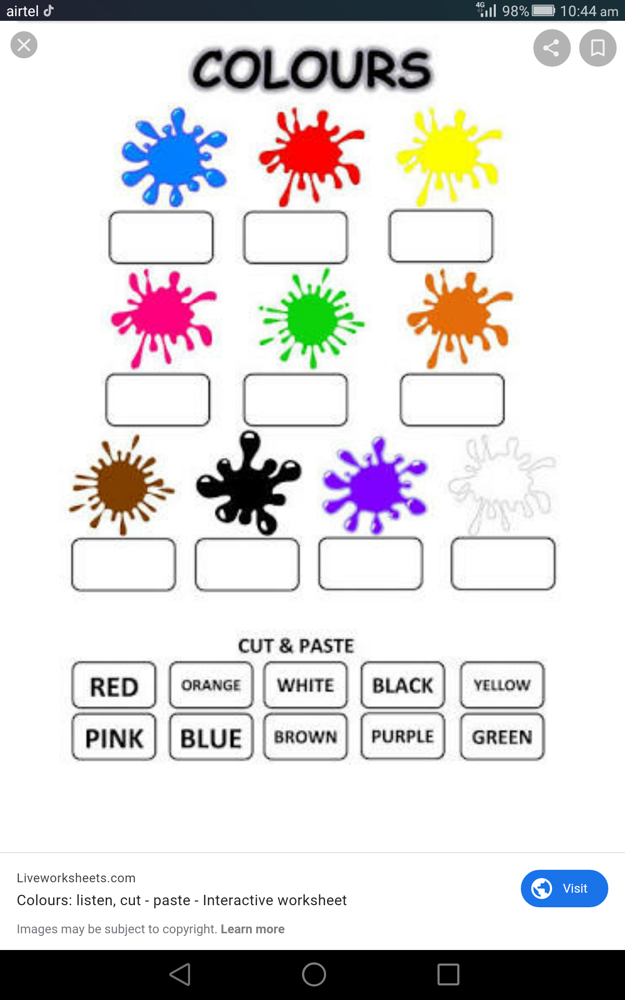 airtel
4G 98% 10:44 am
COLOURS
CUT & PASTE
RED ORANGE WHITE BLACK YELLOW
PINK BLUE BROWN PURPLE GREEN
Liveworksheets.com
Colours: listen, cut - paste - Interactive worksheet
Visit
Images may be subject to copyright. Learn more